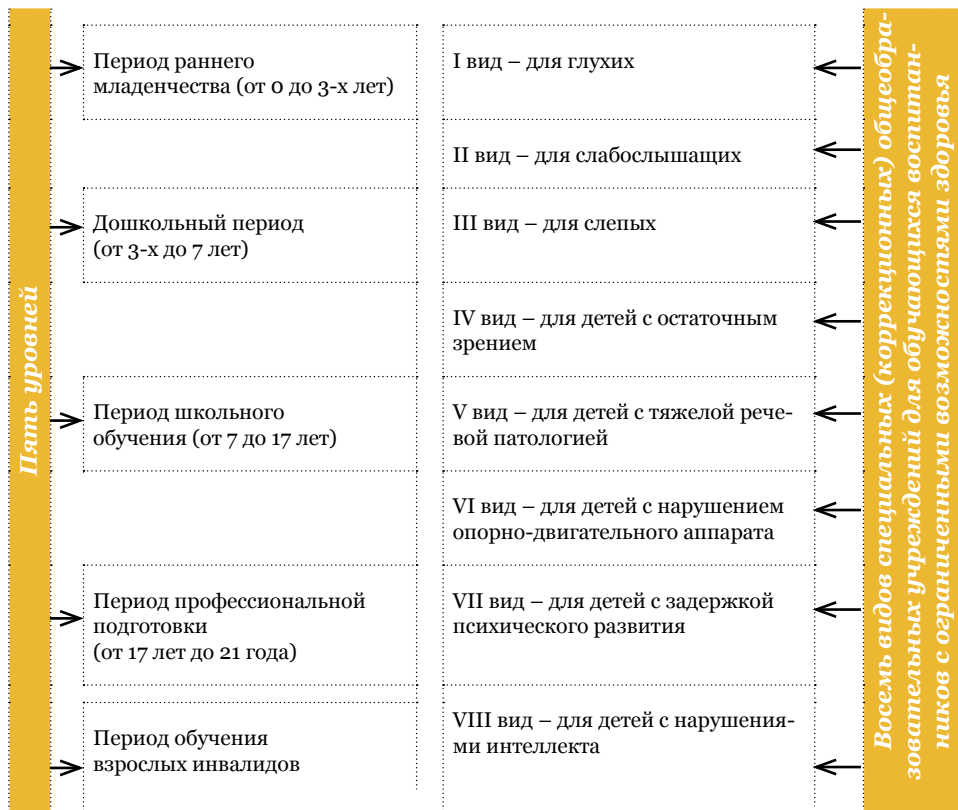 Пять уровней
Период раннего
младенчества (от 0 до 3-х лет)
Дошкольный период
(от 3-х до 7 лет)
Период школьного
обучения (от 7 до 17 лет)
Период профессиональной
подготовки
(от 17 лет до 21 года)
Период обучения
взрослых инвалидов
I вид – для глухих
II вид – для слабослышащих
III вид – для слепых
IV вид – для детей с остаточным
зрением
V вид – для детей с тяжелой рече-
вой патологией
VI вид – для детей с нарушением
опорно-двигательного аппарата
VII вид – для детей с задержкой
психического развития
VIII вид – для детей с нарушения-
ми интеллекта
Восемь видов специальных (коррекционных) общеобра-
зовательных учреждений для обучающихся воспитан-
ников с ограниченными возможностями здоровья